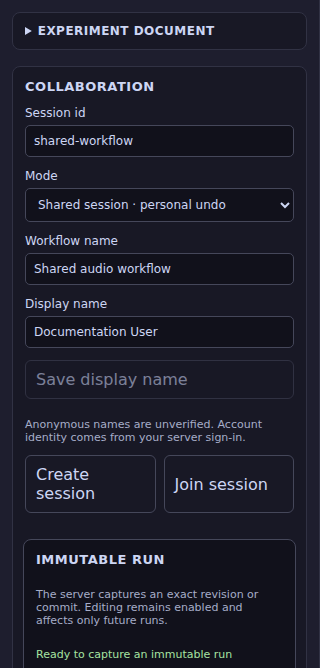 EXPERIMENT DOCUMENT
COLLABORATION
Session id
shared-workflow
Mode
Shared session · personal undo
Workflow name
Shared audio workflow
Display name
Documentation User
Save display name
Anonymous names are unverified. Account
identity comes from your server sign-in.
Create
session
Join session
IMMUTABLE RUN
The server captures an exact revision or
commit. Editing remains enabled and
affects only future runs.
Ready to capture an immutable run